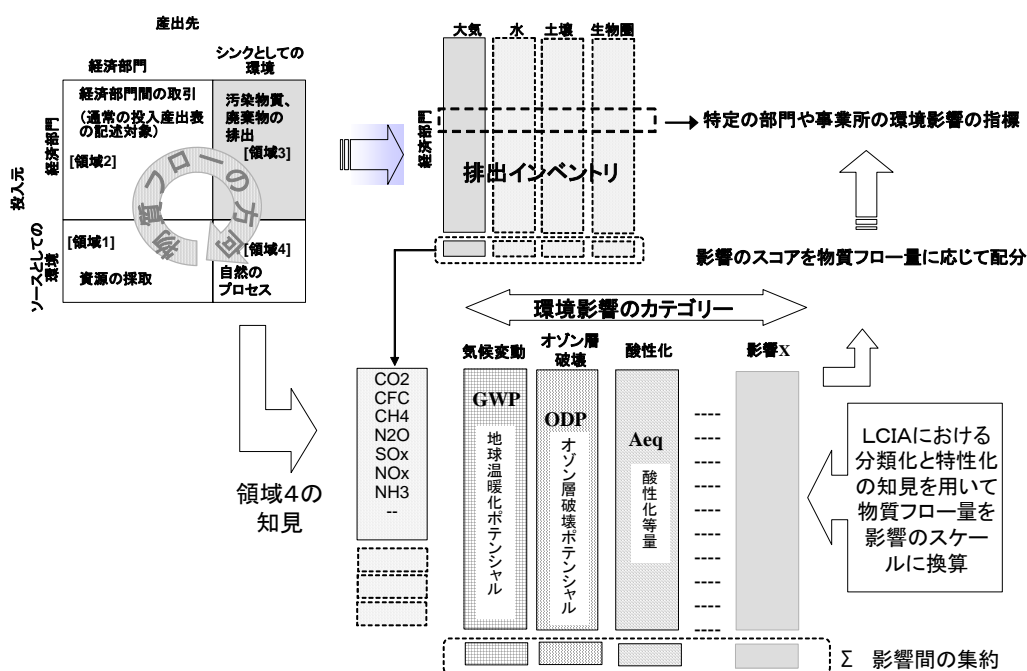 産出先
経済部門
シンクとしての
環境
投入元
経済部門
ソースとしての
環境
経済部門間の取引
(通常の投入産出表
の記述対象)
[領域2]
汚染物質、
廃棄物の
排出
[領域3]
[領域1]
資源の採取
[領域4]
自然の
プロセス
物質フローの方向
大気
水
土壌
生物圏
経済部門
排出インベントリ
特定の部門や事業所の環境影響の指標
影響のスコアを物質フロー量に応じて配分
環境影響のカテゴリー
領域4の
知見
CO2
CFC
CH4
N2O
SOx
NOx
NH3
--
気候変動
GWP
地球温暖化ポテンシャル
オゾン層
破壊
ODP
オゾン層破壊ポテンシャル
酸性化
Aeq
酸性化等量
影響X
LCIAにおける
分類化と特性化
の知見を用いて
物質フロー量を
影響のスケー
ルに換算
Σ 影響間の集約